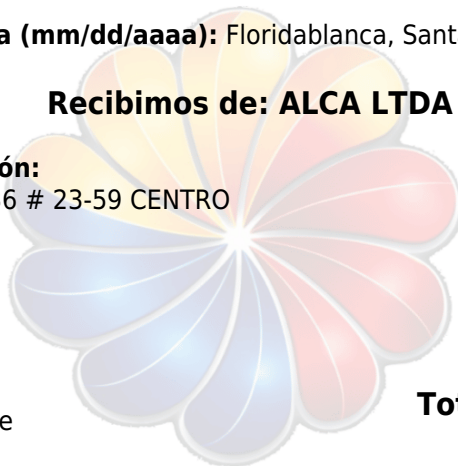 a (mm/dd/aaaa): Floridablanca, Sant
Recibimos de: ALCA LTDA
ón:
6 # 23-59 CENTRO
Tot
e